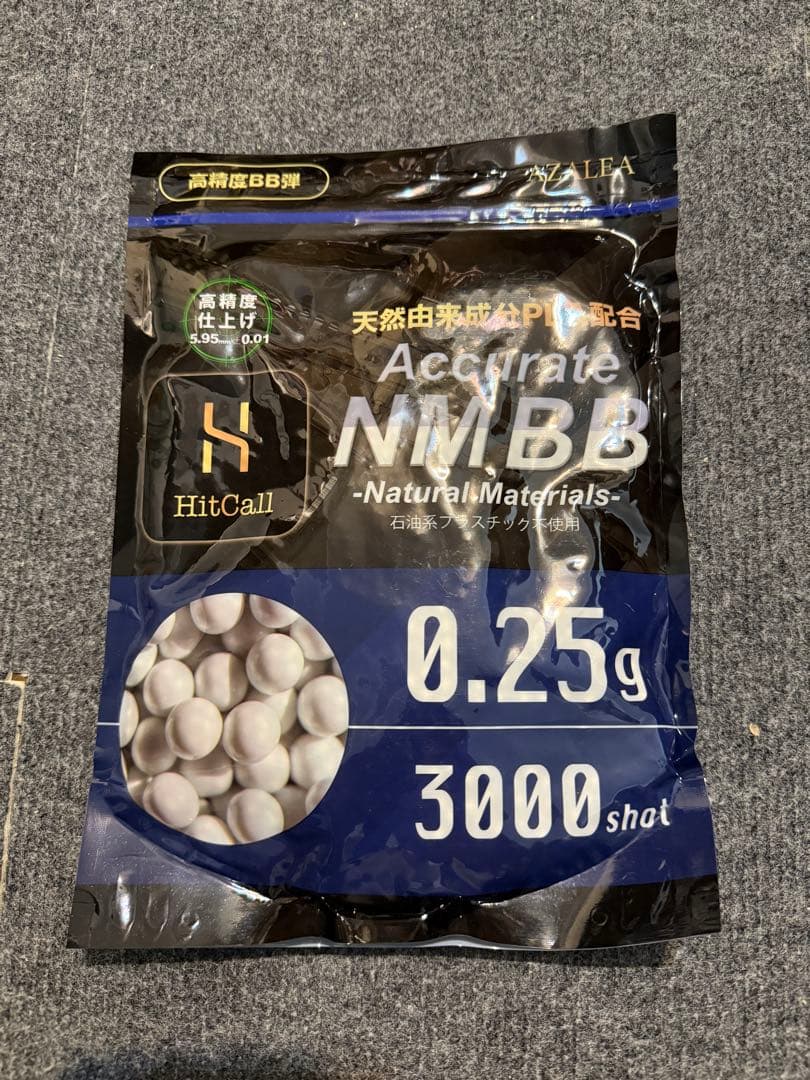 高精度BB弾
AZALEA
高精度
仕上げ
5.95mm± 0.01
天然由来成分PLA配合
Accurate
NMBB
-Natural Materials-
石油系プラスチック不使用
HitCall
0.25g
3000shot